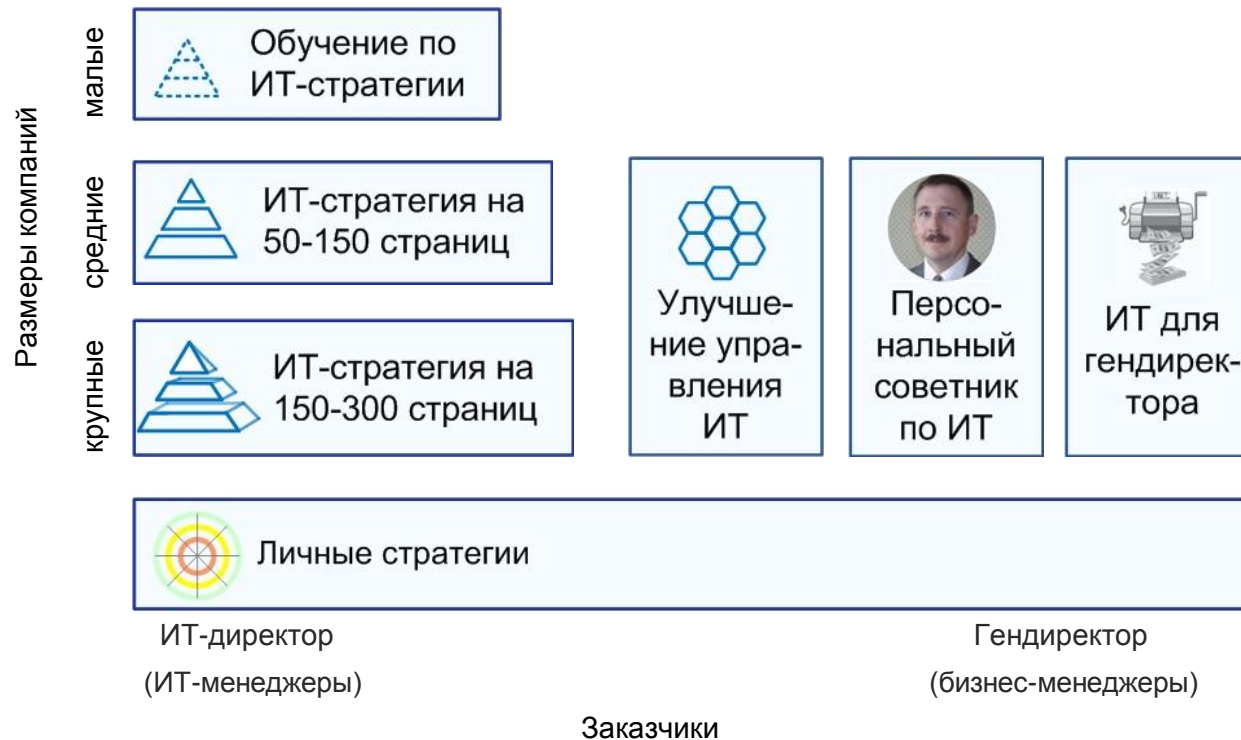 Размеры компаний
малые
средние
крупные
Обучение по
ИТ-стратегии
ИТ-стратегия на
50-150 страниц
ИТ-стратегия на
150-300 страниц
Улучше-
ние упра-
вления
ИТ
Персо-
нальный
советник
по ИТ
ИТ для
гендирек-
тора
Личные стратегии
ИТ-директор
(ИТ-менеджеры)
Гендиректор
(бизнес-менеджеры)
Заказчики